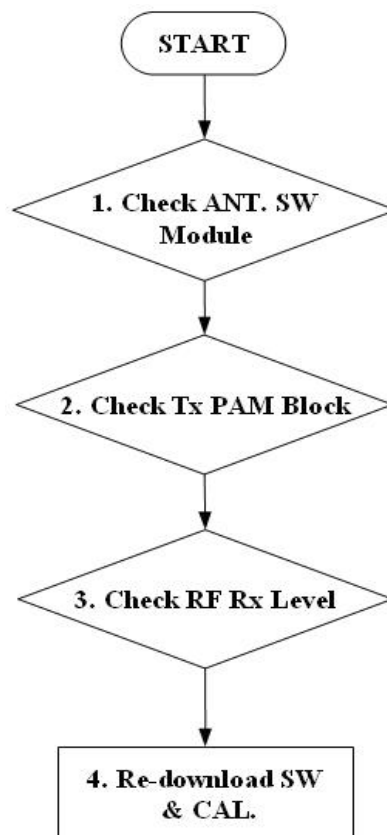 START
1. Check ANT. SW
Module
2. Check Tx PAM Block
3. Check RF Rx Level
4. Re-download SW
& CAL.